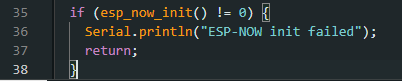 35 if (esp_now_init() != 0) {
36 Serial.println("ESP-NOW init failed");
37 return;
38 }